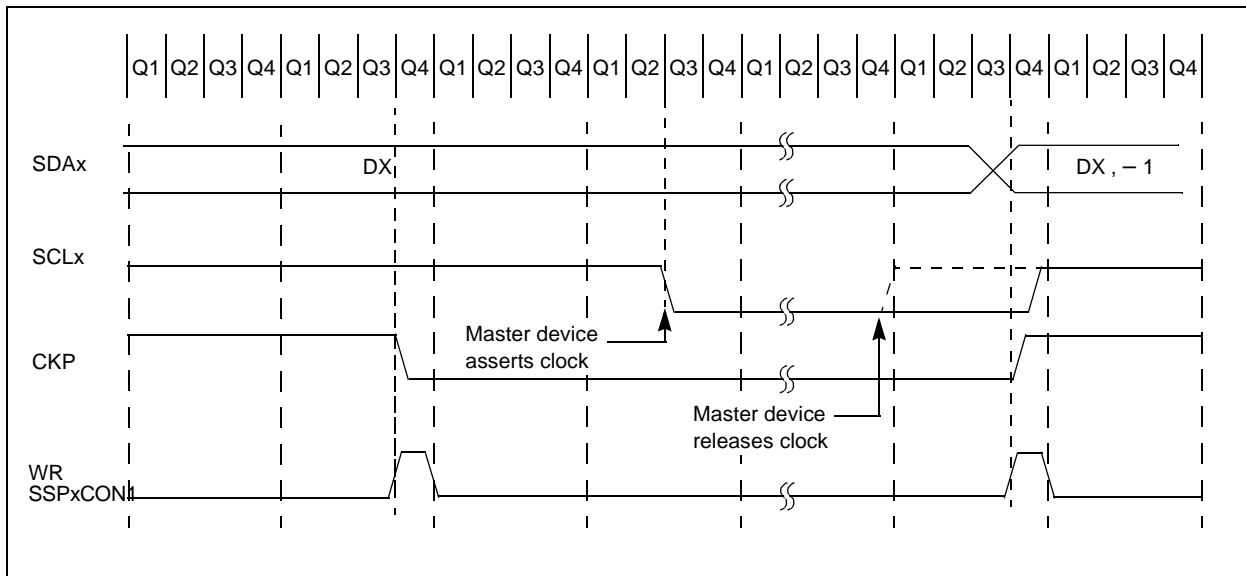 Q1 Q2 Q3 Q4 Q1 Q2 Q3 Q4 Q1 Q2 Q3 Q4 Q1 Q2 Q3 Q4 Q1 Q2 Q3 Q4 Q1 Q2 Q3 Q4 Q1 Q2 Q3 Q4
SDAx
DX
DX , – 1
SCLx
Master device
asserts clock
CKP
Master device
releases clock
WR
SSPxCON1